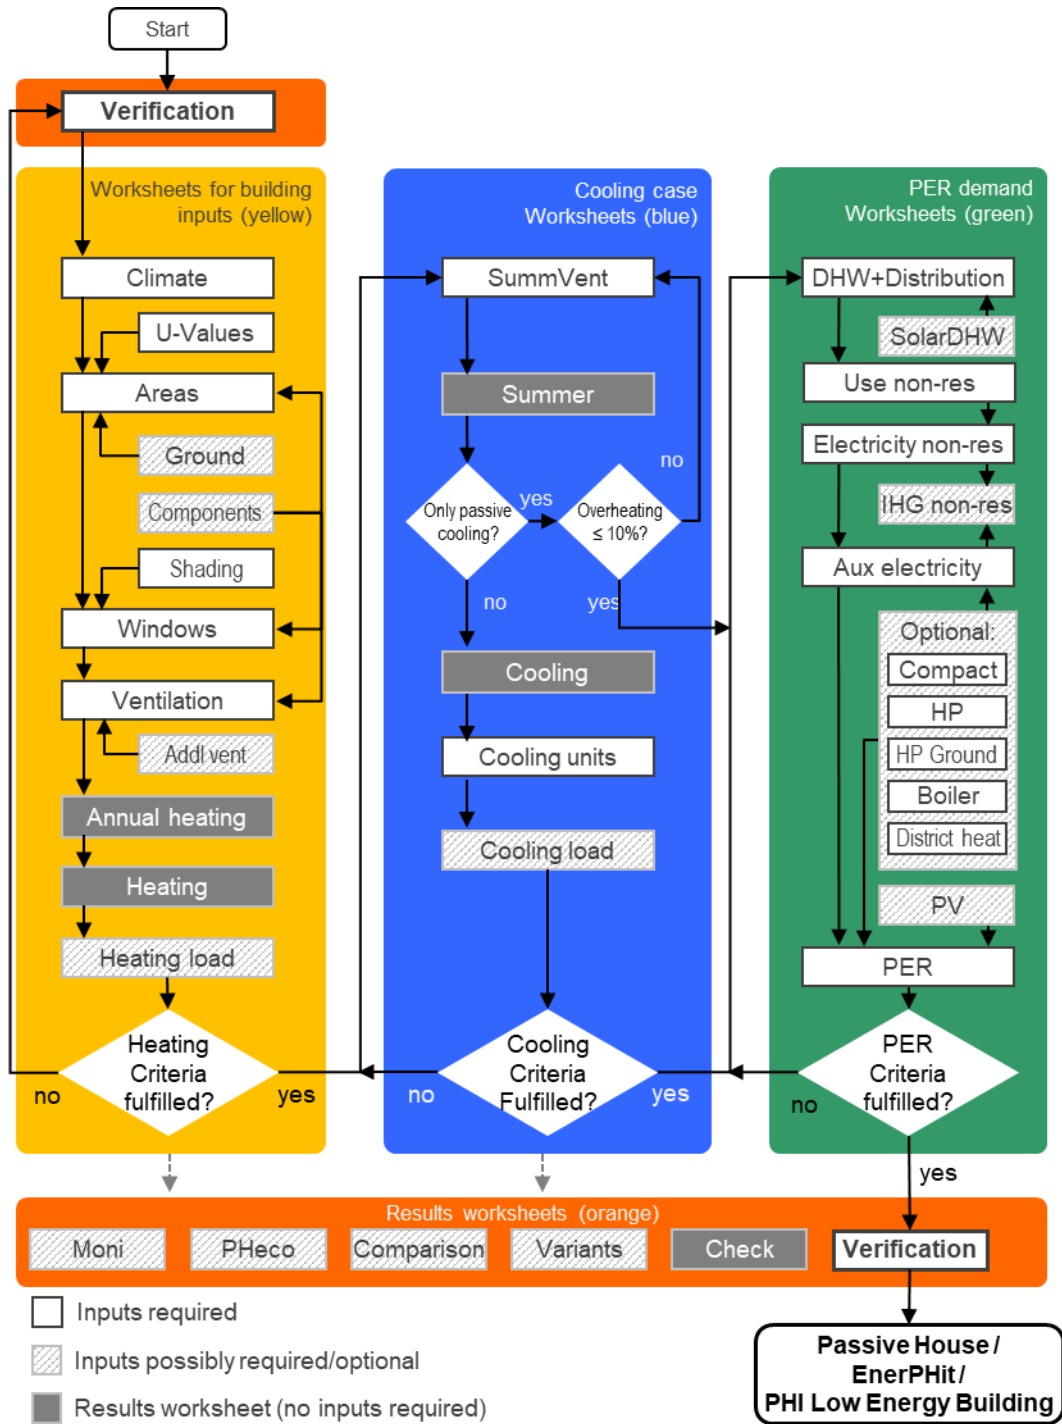 Start
Verification
Worksheets for building
inputs (yellow)
Climate
U-Values
Areas
Ground
Components
Shading
Windows
Ventilation
Addl vent
Annual heating
Heating
Heating load
Heating
Criteria
fulfilled?
no
yes
Cooling case
Worksheets (blue)
SummVent
Summer
no
Only passive
cooling?
yes
Overheating
≤ 10%?
no
yes
Cooling
Cooling units
Cooling load
Cooling
Criteria
Fulfilled?
no
yes
PER demand
Worksheets (green)
DHW+Distribution
SolarDHW
Use non-res
Electricity non-res
IHG non-res
Aux electricity
Optional:
Compact
HP
HP Ground
Boiler
District heat
PV
PER
PER
Criteria
fulfilled?
no
yes
Results worksheets (orange)
Moni
PHeco
Comparison
Variants
Check
Verification
Inputs required
Inputs possibly required/optional
Results worksheet (no inputs required)
Passive House /
EnerPHit /
PHI Low Energy Building